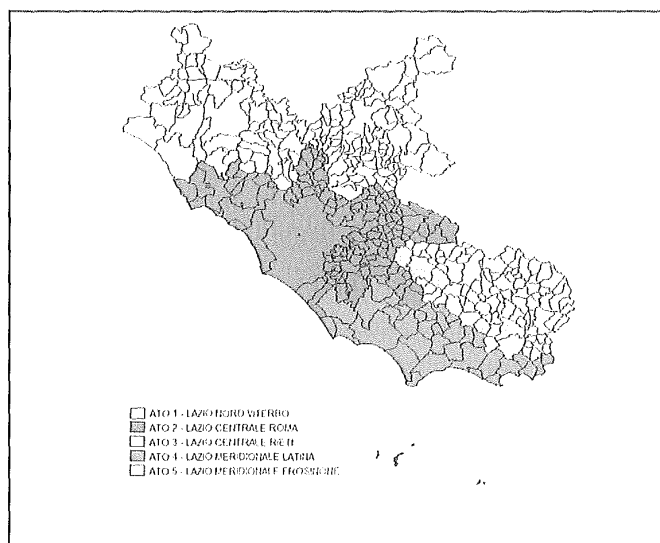 ATO 1 - LAZIO NORD VITERBO
ATO 2 - LAZIO CENTRALE ROMA
ATO 3 - LAZIO CENTRALE RIETI
ATO 4 - LAZIO MERIDIONALE LATINA
ATO 5 - LAZIO MERIDIONALE FROSINONE